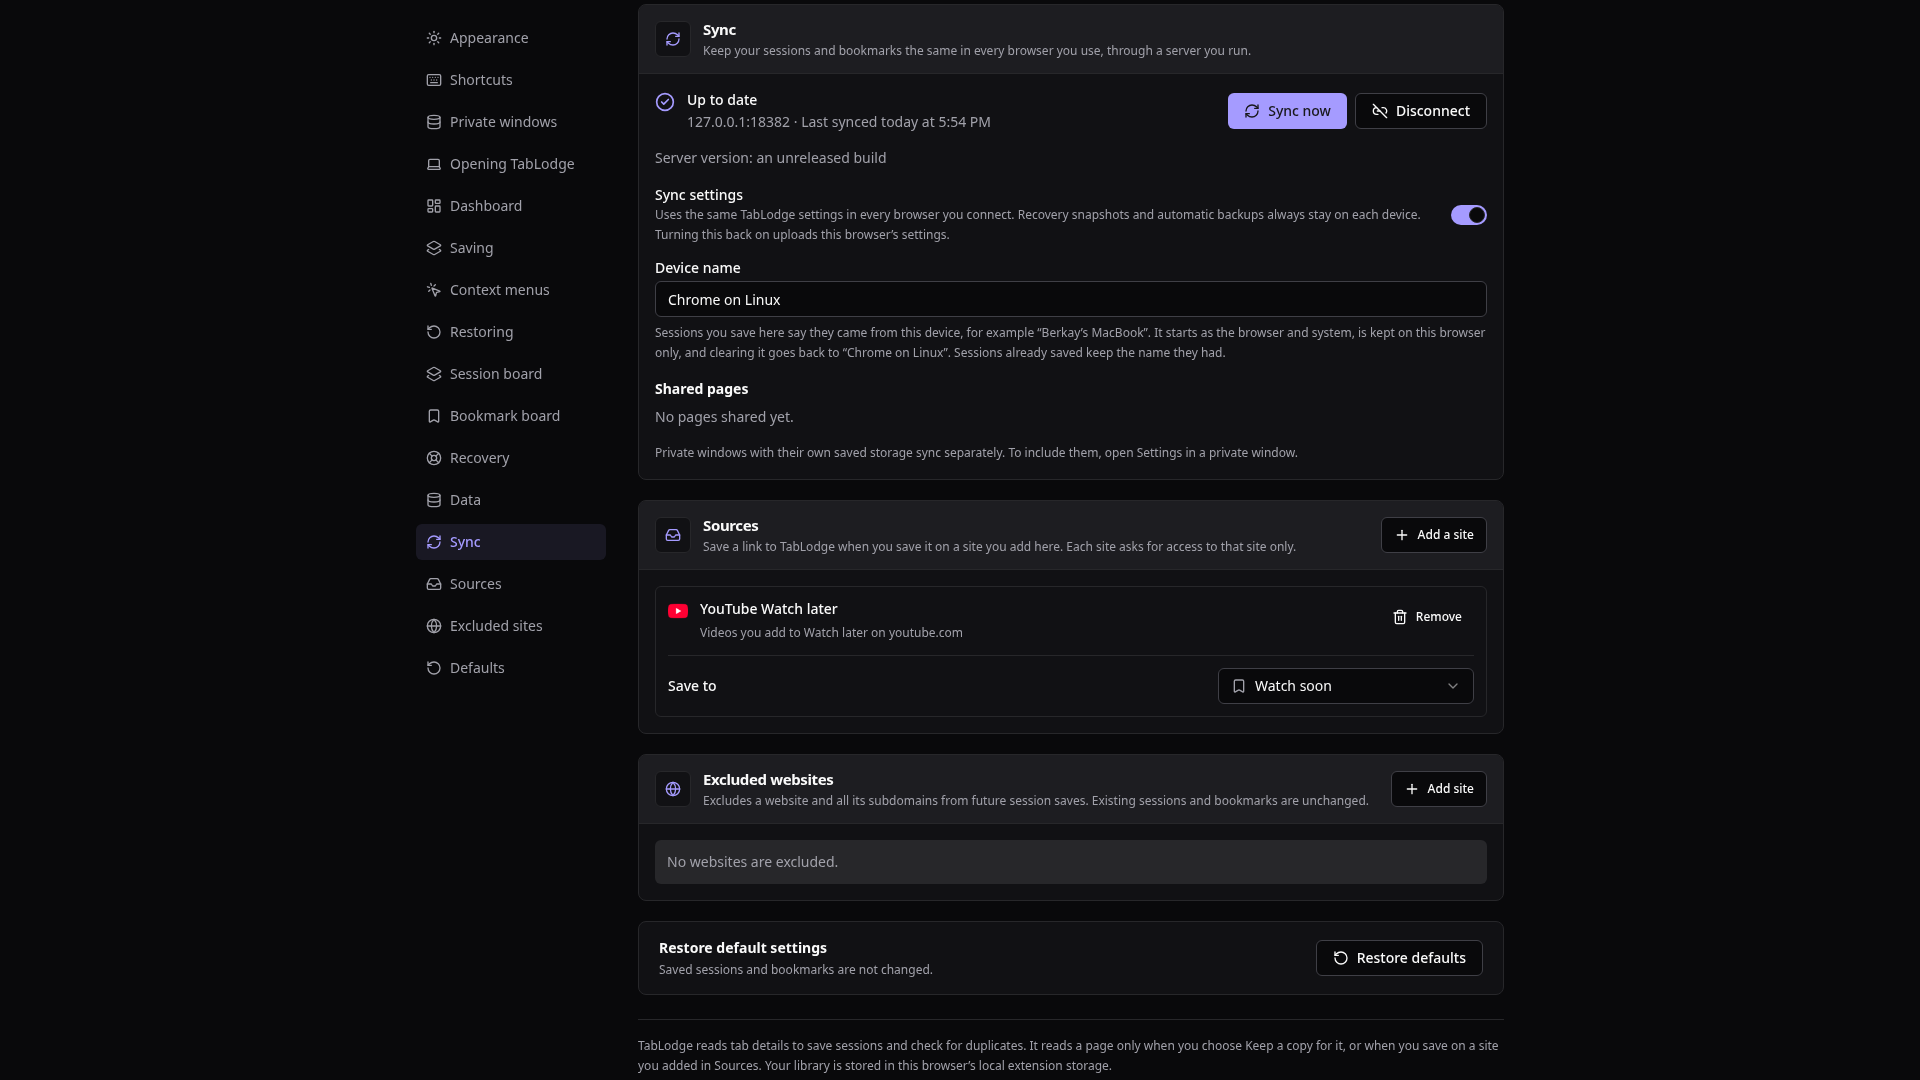 Appearance
Shortcuts
Private windows
Opening TabLodge
Dashboard
Saving
Context menus
Restoring
Session board
Bookmark board
Recovery
Data
Sync
Sources
Excluded sites
Defaults
Sync
Keep your sessions and bookmarks the same in every browser you use, through a server you run.
Up to date
127.0.0.1:18382 · Last synced today at 5:54 PM
Sync now
Disconnect
Server version: an unreleased build
Sync settings
Uses the same TabLodge settings in every browser you connect. Recovery snapshots and automatic backups always stay on each device.
Turning this back on uploads this browser’s settings.
Device name
Chrome on Linux
Sessions you save here say they came from this device, for example “Berkay’s MacBook”. It starts as the browser and system, is kept on this browser
only, and clearing it goes back to “Chrome on Linux”. Sessions already saved keep the name they had.
Shared pages
No pages shared yet.
Private windows with their own saved storage sync separately. To include them, open Settings in a private window.
Sources
Save a link to TabLodge when you save it on a site you add here. Each site asks for access to that site only.
Add a site
YouTube Watch later
Videos you add to Watch later on youtube.com
Remove
Save to
Watch soon
Excluded websites
Excludes a website and all its subdomains from future session saves. Existing sessions and bookmarks are unchanged.
Add site
No websites are excluded.
Restore default settings
Saved sessions and bookmarks are not changed.
Restore defaults
TabLodge reads tab details to save sessions and check for duplicates. It reads a page only when you choose Keep a copy for it, or when you save on a site
you added in Sources. Your library is stored in this browser’s local extension storage.